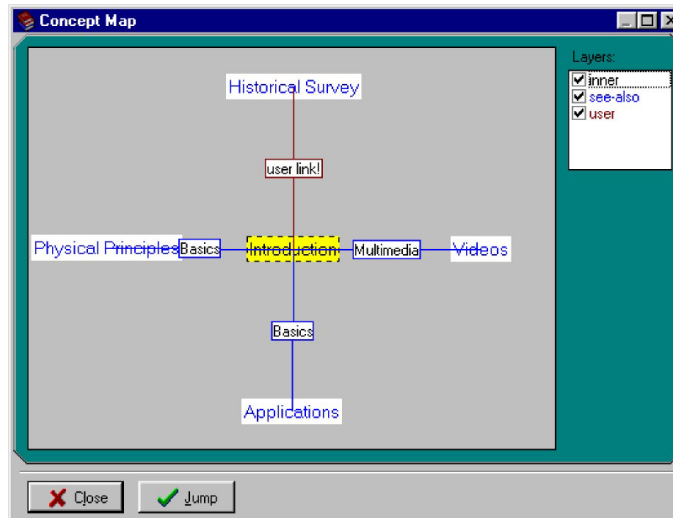 Concept Map
Layers:
inner
see-also
user
Historical Survey
user link!
Physical Principles
Basics
Introduction
Multimedia
Videos
Basics
Applications
Close
Jump